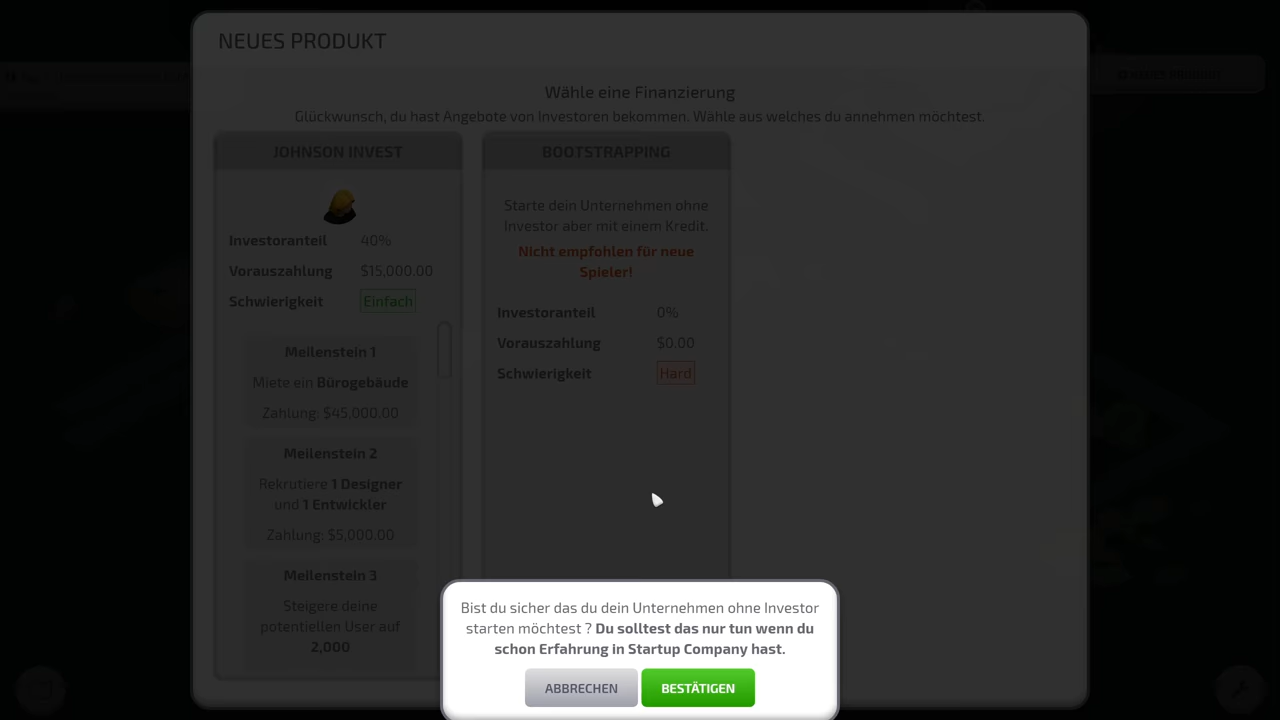 NEUES PRODUKT
Wähle eine Finanzierung
Glückwunsch, du hast Angebote von Investoren bekommen. Wähle aus welches du annehmen möchtest.
JOHNSON INVEST
Investoranteil 40%
Vorauszahlung $15,000.00
Schwierigkeit Einfach
Meilenstein 1
Miete ein Bürogebäude
Zahlung: $45,000.00
Meilenstein 2
Rekrutiere 1 Designer
und 1 Entwickler
Zahlung: $5,000.00
Meilenstein 3
Steigere deine
potentiellen User auf
2,000
BOOTSTRAPPING
Starte dein Unternehmen ohne
Investor aber mit einem Kredit.
Nicht empfohlen für neue
Spieler!
Investoranteil 0%
Vorauszahlung $0.00
Schwierigkeit Hard
NEUES PRODUKT
Bist du sicher das du dein Unternehmen ohne Investor
starten möchtest ? Du solltest das nur tun wenn du
schon Erfahrung in Startup Company hast.
ABBRECHEN
BESTÄTIGEN